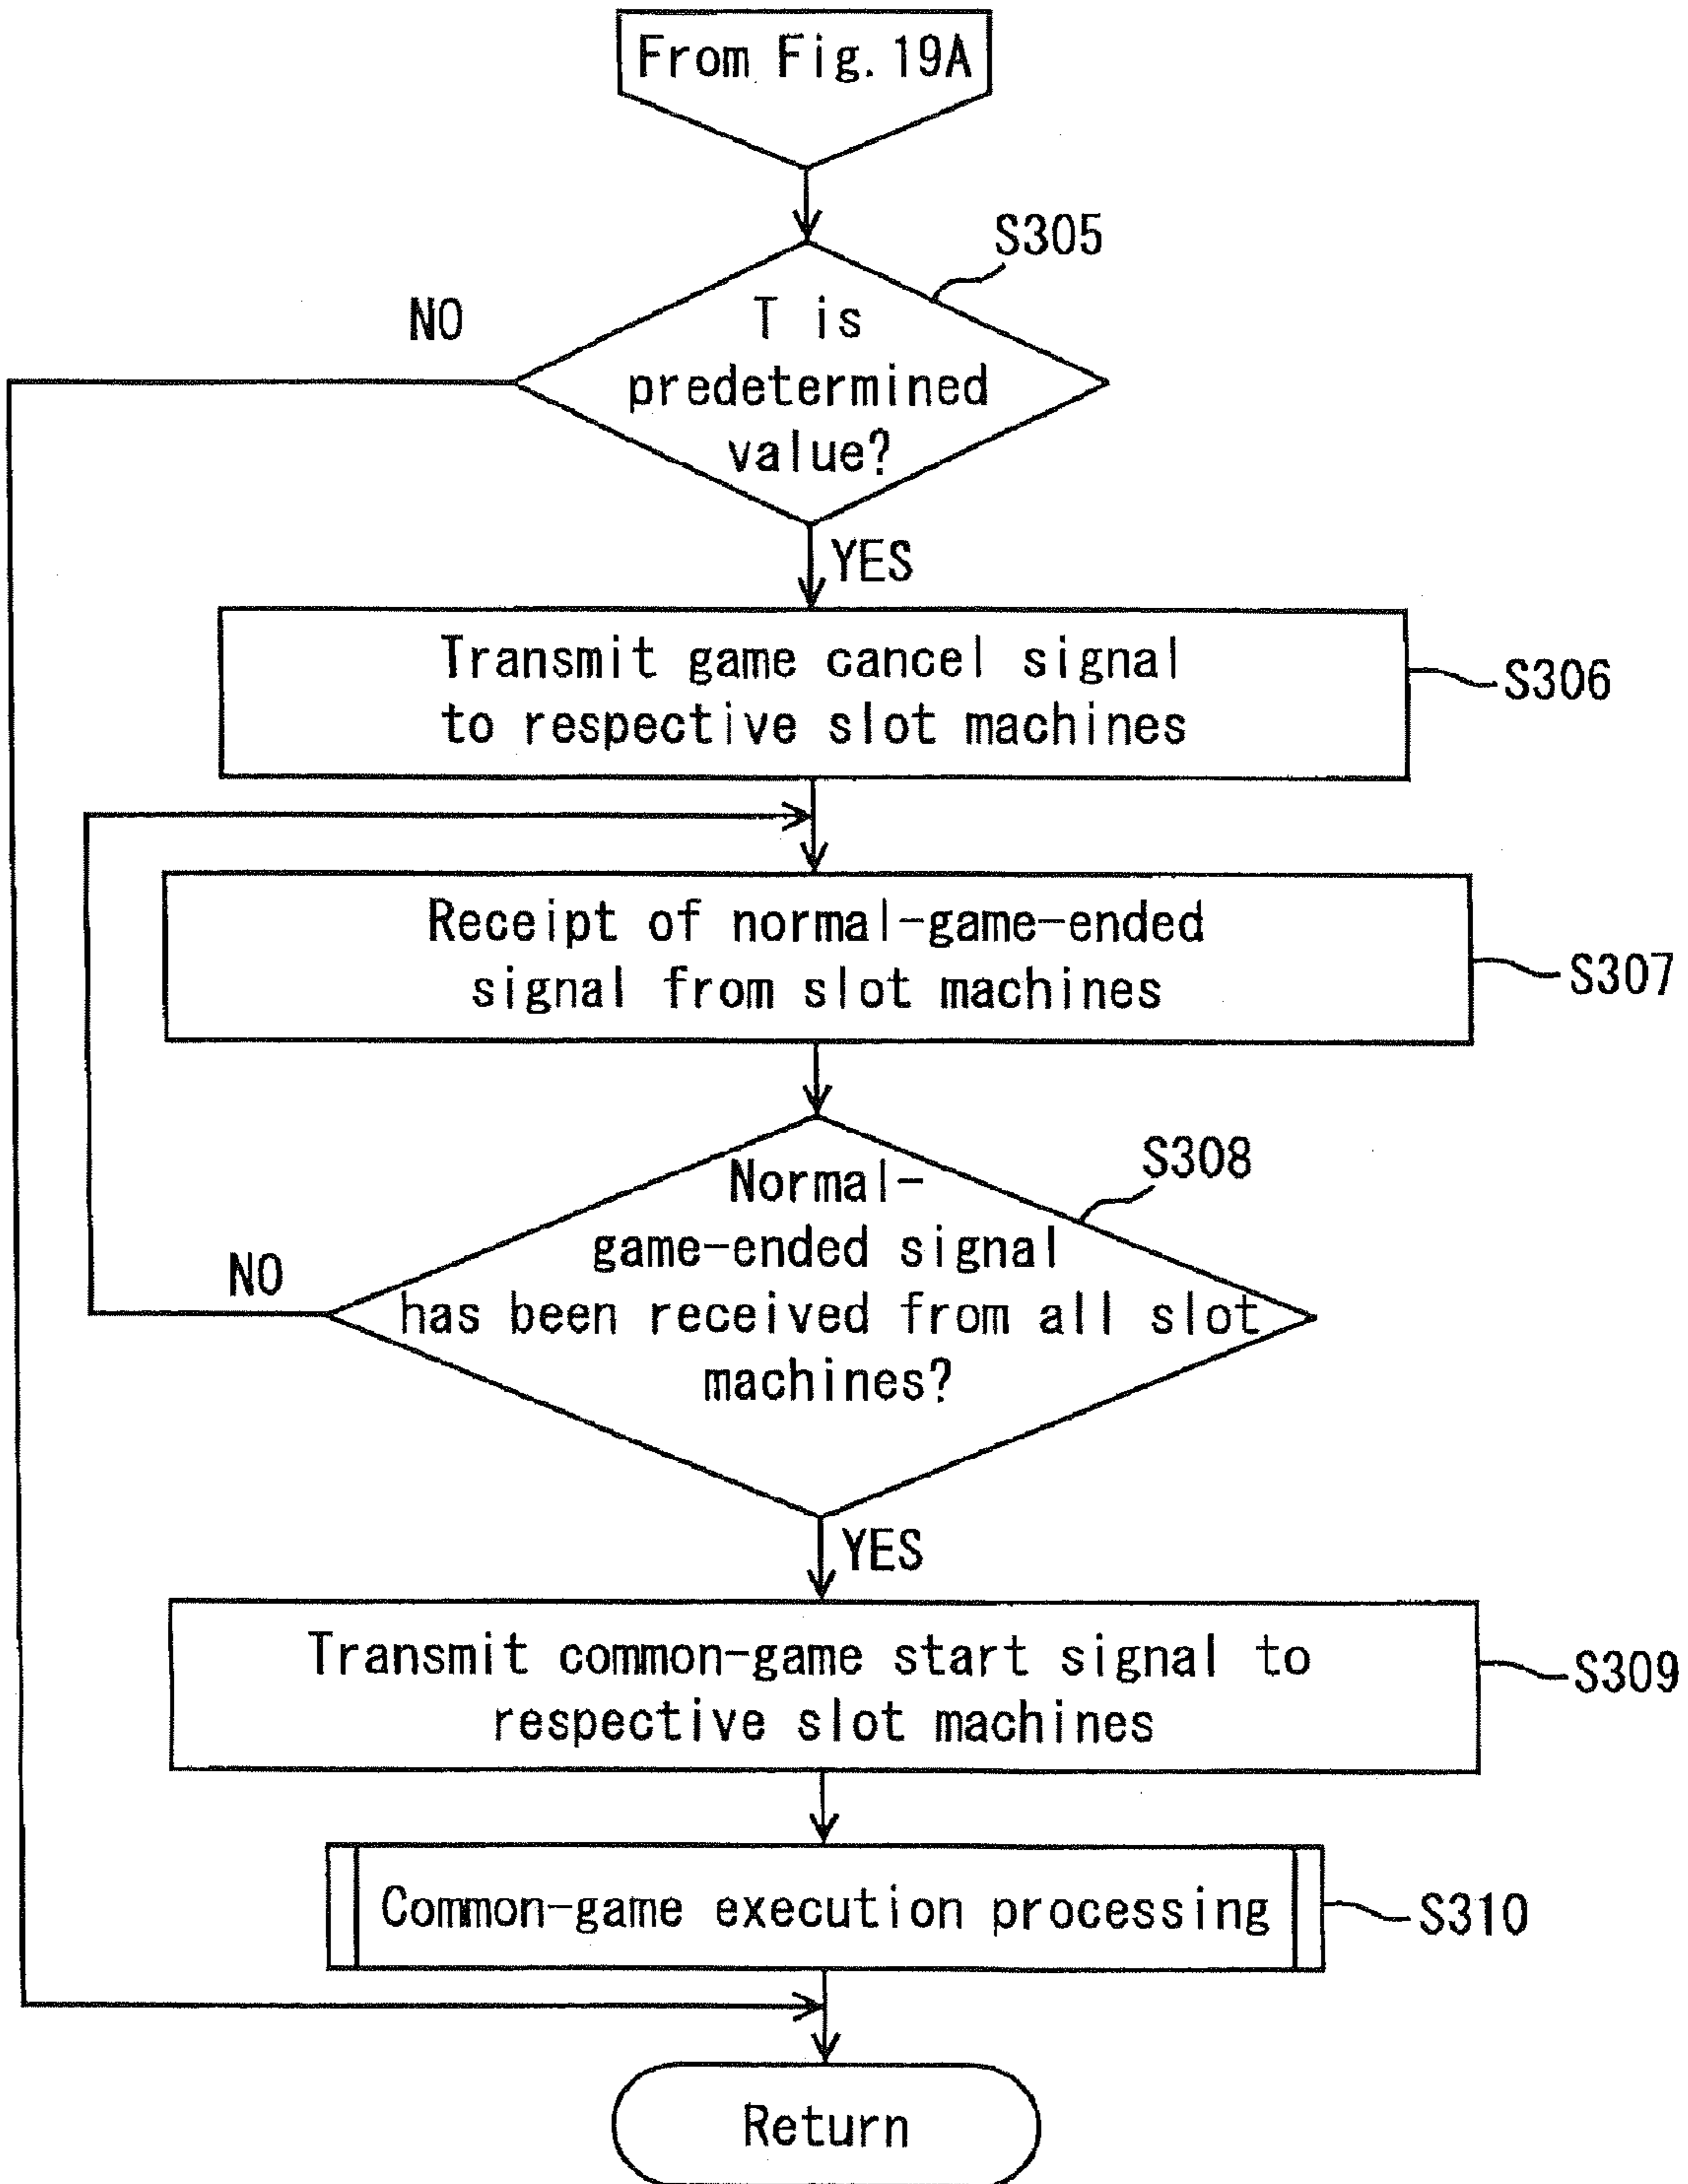 From Fig. 19A
S305
NO
T is
predetermined
value?
YES
Transmit game cancel signal
to respective slot machines
S306
Receipt of normal-game-ended
signal from slot machines
S307
S308
Normal-
game-ended signal
has been received from all slot
machines?
NO
YES
Transmit common-game start signal to
respective slot machines
S309
Common-game execution processing
S310
Return